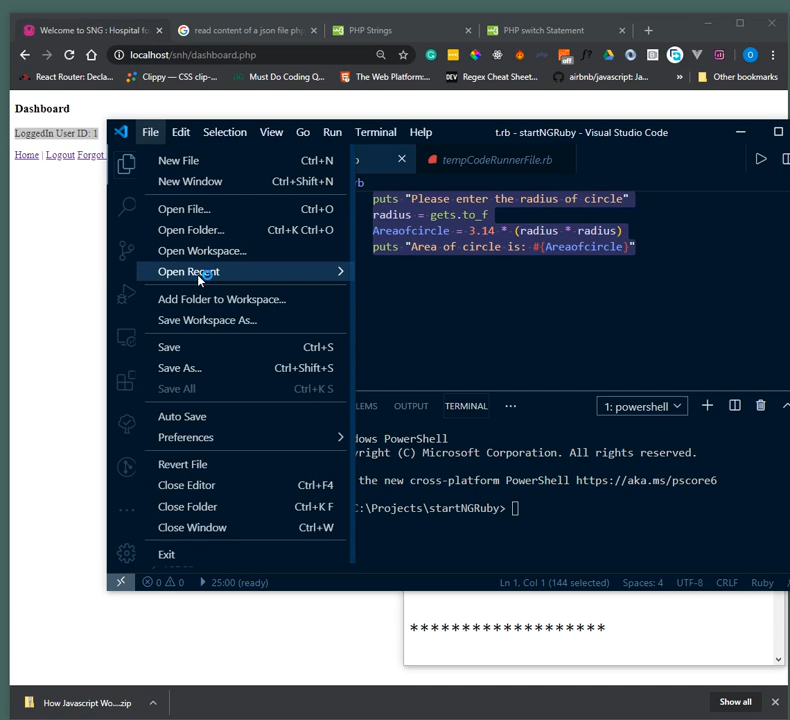 Welcome to SNG : Hospital fo
read content of a json file php
PHP Strings
PHP switch Statement
localhost/snh/dashboard.php
off
O
React Router: Decla...
Clippy — CSS clip-...
Must Do Coding Q...
The Web Platform:...
DEV
Regex Cheat Sheet...
airbnb/javascript: Ja...
»
Other bookmarks
Dashboard
LoggedIn User ID: 1
Home | Logout Forgot
File Edit Selection View Go Run Terminal Help
t.rb - startNGRuby - Visual Studio Code
tempCodeRunnerFile.rb
rb
puts "Please enter the radius of circle"
radius = gets.to_f
Areaofcircle = 3.14 * (radius * radius)
puts "Area of circle is: #{Areaofcircle}"
New File Ctrl+N
New Window Ctrl+Shift+N
Open File... Ctrl+O
Open Folder... Ctrl+K Ctrl+O
Open Workspace...
Open Recent
Add Folder to Workspace...
Save Workspace As...
Save Ctrl+S
Save As... Ctrl+Shift+S
Save All Ctrl+K S
Auto Save
Preferences
Revert File
Close Editor Ctrl+F4
Close Folder Ctrl+K F
Close Window Ctrl+W
Exit
LEMS OUTPUT TERMINAL ...
1: powershell
dows PowerShell
yright (C) Microsoft Corporation. All rights reserved.
the new cross-platform PowerShell https://aka.ms/pscore6
C:\Projects\startNGRuby>
0 0 25:00 (ready)
Ln 1, Col 1 (144 selected) Spaces: 4 UTF-8 CRLF Ruby
*******************
How Javascript Wo....zip
Show all